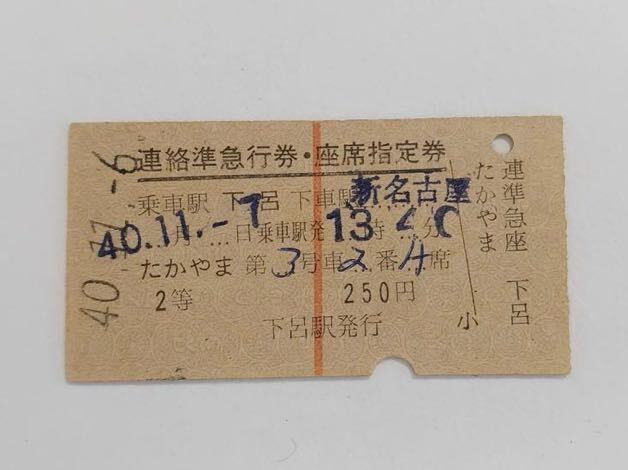 連絡準急行券・座席指定券
乗車駅 下呂 下車駅 新名古屋
40.11.-7 月 日 乗車駅発 13 時 40 分
たかやま 第 3 号車 2 番 A 席
2等 250円
下呂駅発行
小
連準急座
たかやま
下呂
40.11.-6